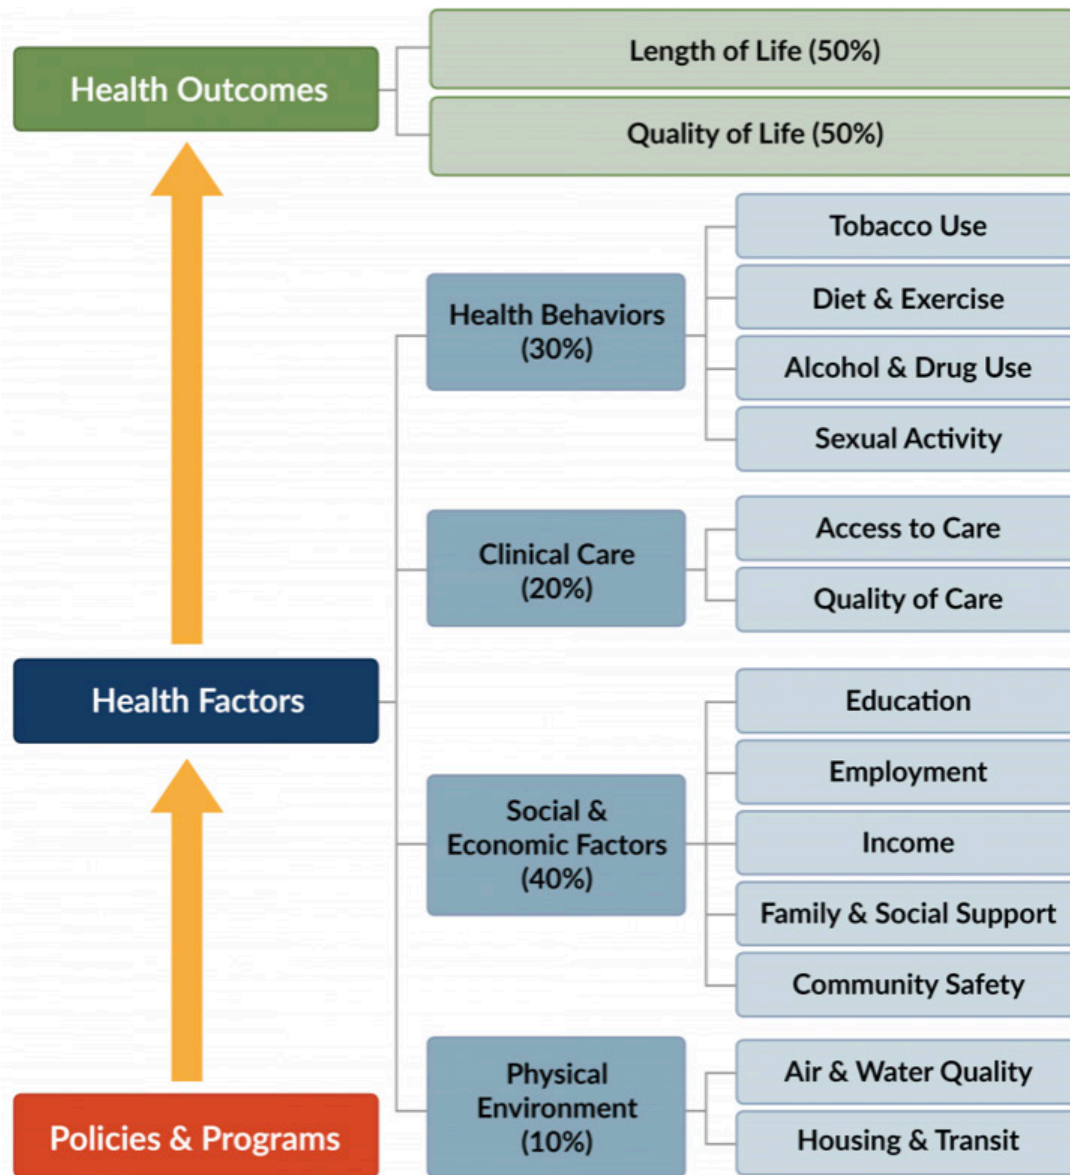 Health Outcomes
Length of Life (50%)
Quality of Life (50%)
Health Factors
Health Behaviors
(30%)
Tobacco Use
Diet & Exercise
Alcohol & Drug Use
Sexual Activity
Clinical Care
(20%)
Access to Care
Quality of Care
Social &
Economic Factors
(40%)
Education
Employment
Income
Family & Social Support
Community Safety
Physical
Environment
(10%)
Air & Water Quality
Housing & Transit
Policies & Programs